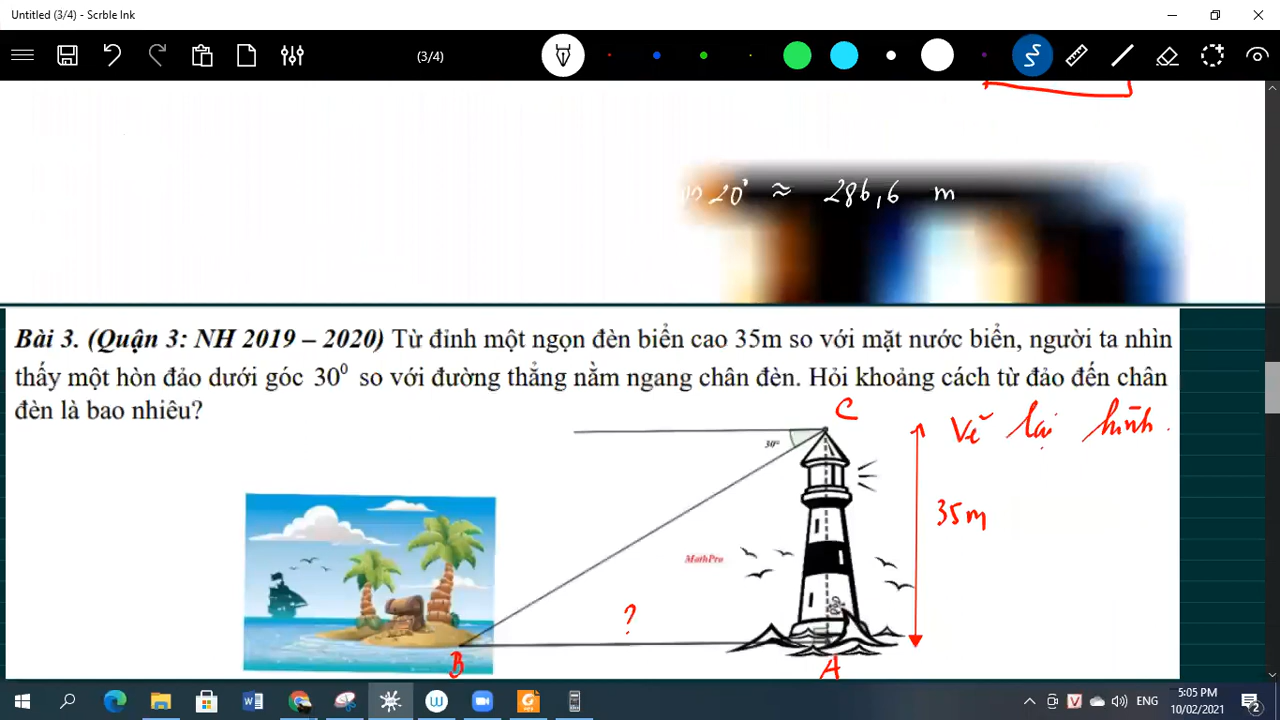 Untitled (3/4) - Scrble Ink
(3/4)
20° ≈ 286,6 m
Bài 3. (Quận 3: NH 2019 – 2020) Từ đỉnh một ngọn đèn biển cao 35m so với mặt nước biển, người ta nhìn
thấy một hòn đảo dưới góc 30⁰ so với đường thẳng nằm ngang chân đèn. Hỏi khoảng cách từ đảo đến chân
đèn là bao nhiêu?
C
Vẽ lại hình.
30°
35m
MathPro
?
B
A
ENG
5:05 PM
10/02/2021